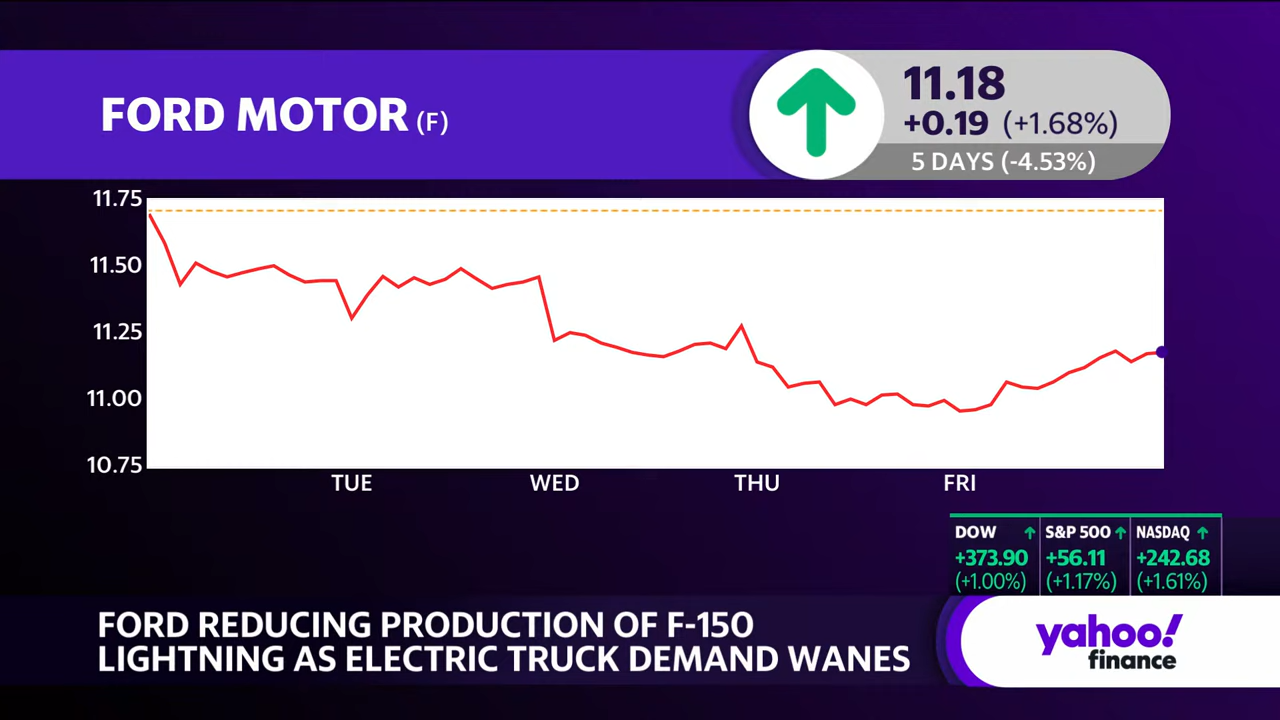 FORD MOTOR (F)
11.18
+0.19 (+1.68%)
5 DAYS (-4.53%)
11.75
11.50
11.25
11.00
10.75
TUE WED THU FRI
DOW S&P 500 NASDAQ
+373.90 +56.11 +242.68
(+1.00%) (+1.17%) (+1.61%)
FORD REDUCING PRODUCTION OF F-150
LIGHTNING AS ELECTRIC TRUCK DEMAND WANES
yahoo!
finance